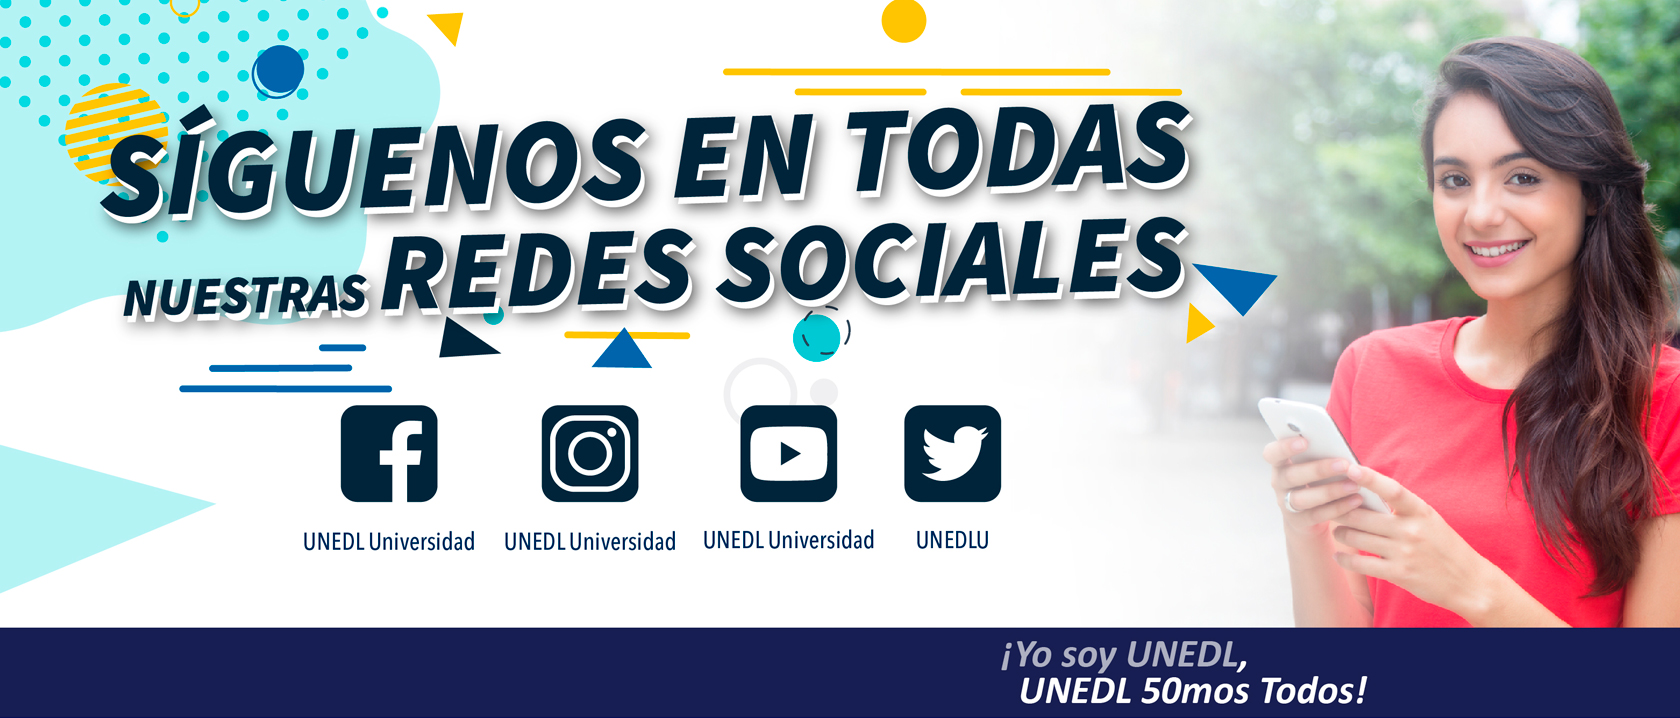 SÍGUENOS EN TODAS
NUESTRAS REDES SOCIALES
UNEDL Universidad
UNEDL Universidad
UNEDL Universidad
UNEDLU
¡Yo soy UNEDL,
UNEDL 50mos Todos!